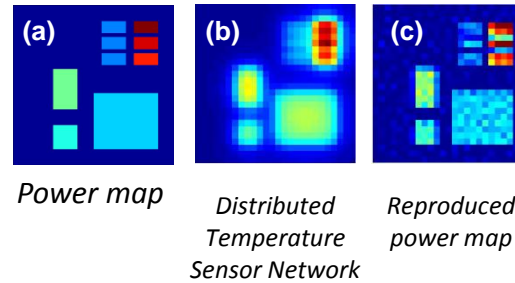 (a)
(b)
(c)
Power map
Distributed
Temperature
Sensor Network
Reproduced
power map